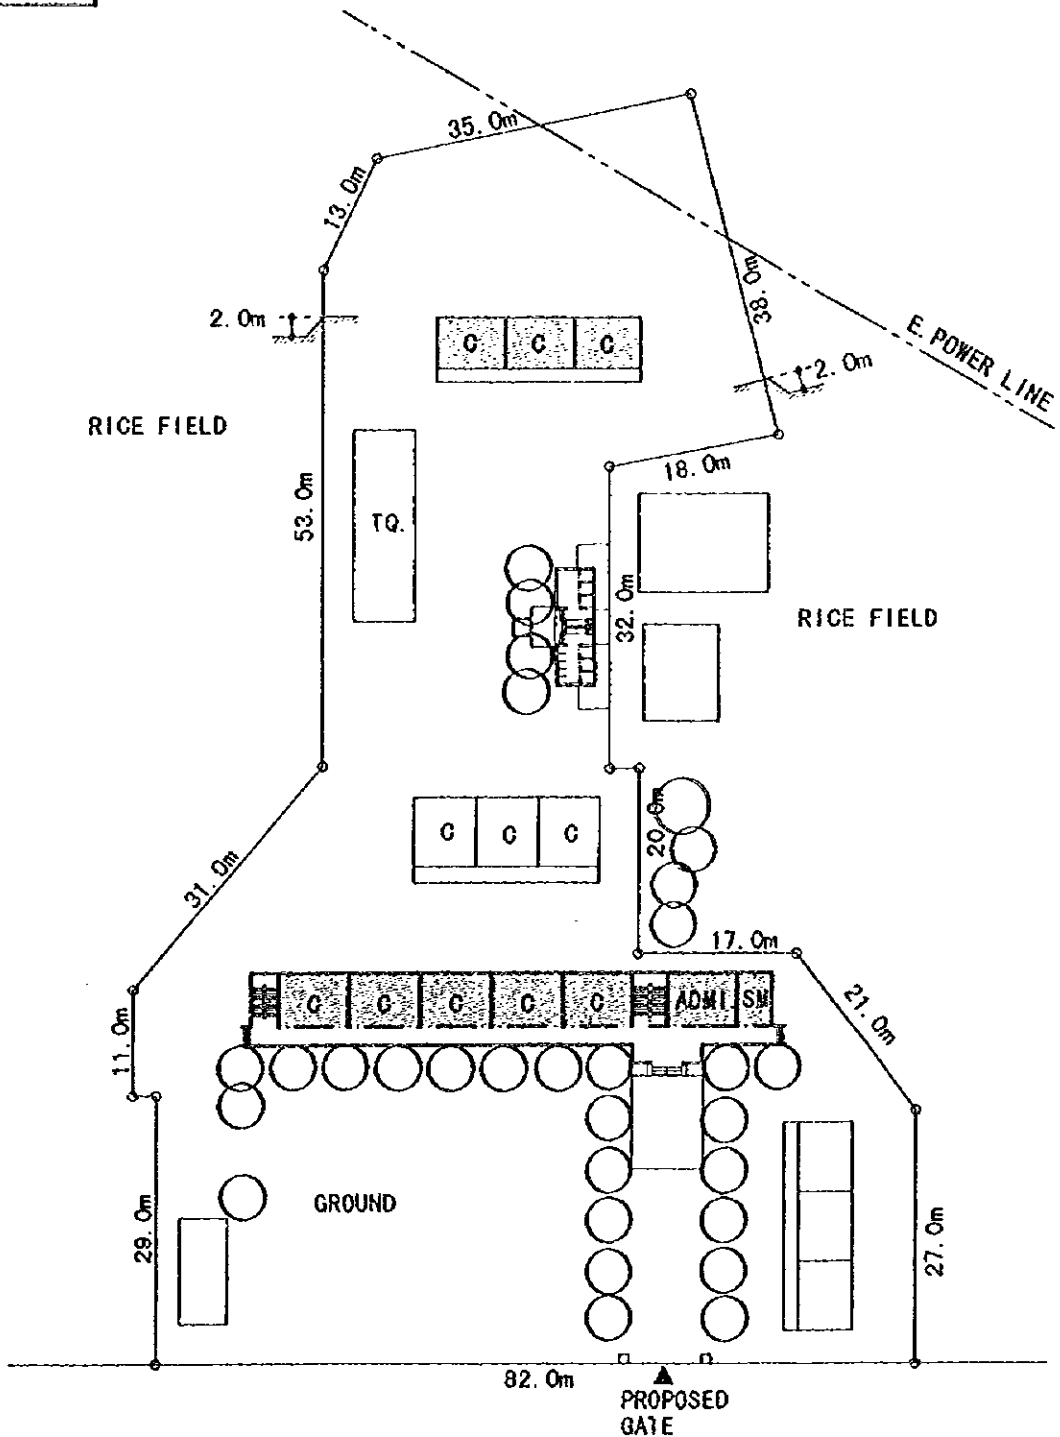 35.0m
13.0m
2.0m
C C C
38.0m
E. POWER LINE
2.0m
RICE FIELD
18.0m
53.0m
TQ.
32.0m
RICE FIELD
C C C
20.0m
31.0m
17.0m
C C C C C ADMI. SM
21.0m
11.0m
GROUND
29.0m
27.0m
82.0m
PROPOSED
GATE